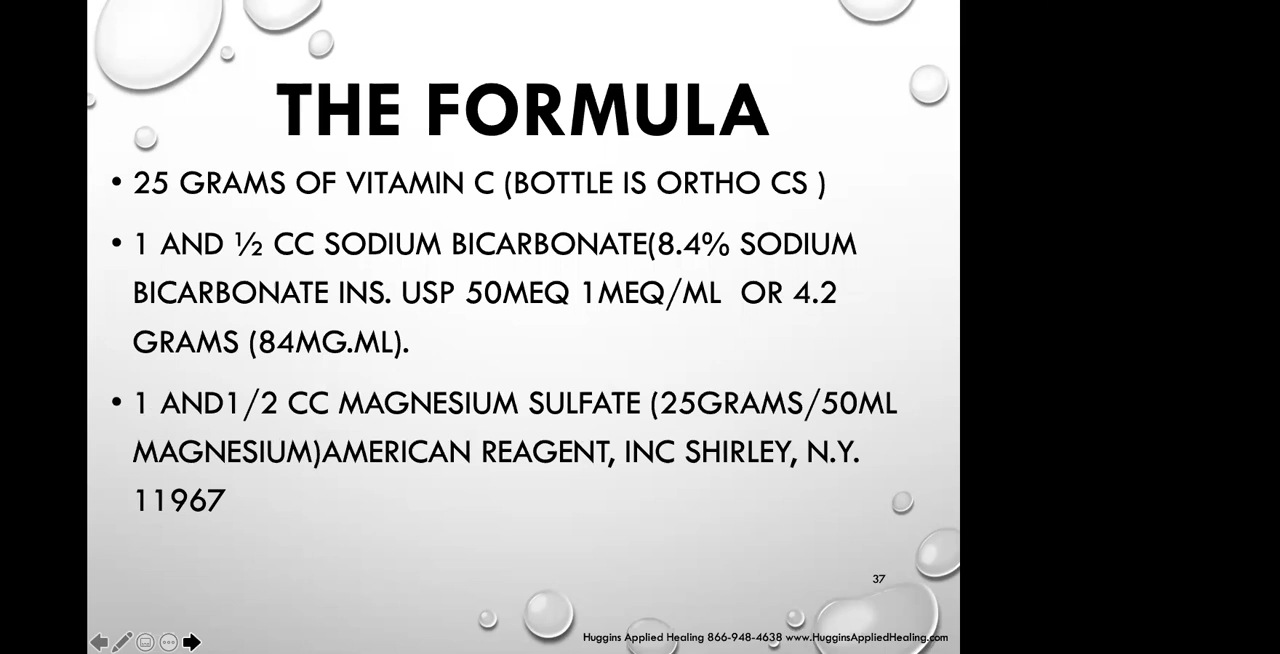 THE FORMULA
• 25 GRAMS OF VITAMIN C (BOTTLE IS ORTHO CS )
• 1 AND ½ CC SODIUM BICARBONATE(8.4% SODIUM
BICARBONATE INS. USP 50MEQ 1MEQ/ML OR 4.2
GRAMS (84MG.ML).
• 1 AND1/2 CC MAGNESIUM SULFATE (25GRAMS/50ML
MAGNESIUM)AMERICAN REAGENT, INC SHIRLEY, N.Y.
11967
37
Huggins Applied Healing 866-948-4638 www.HugginsAppliedHealing.com